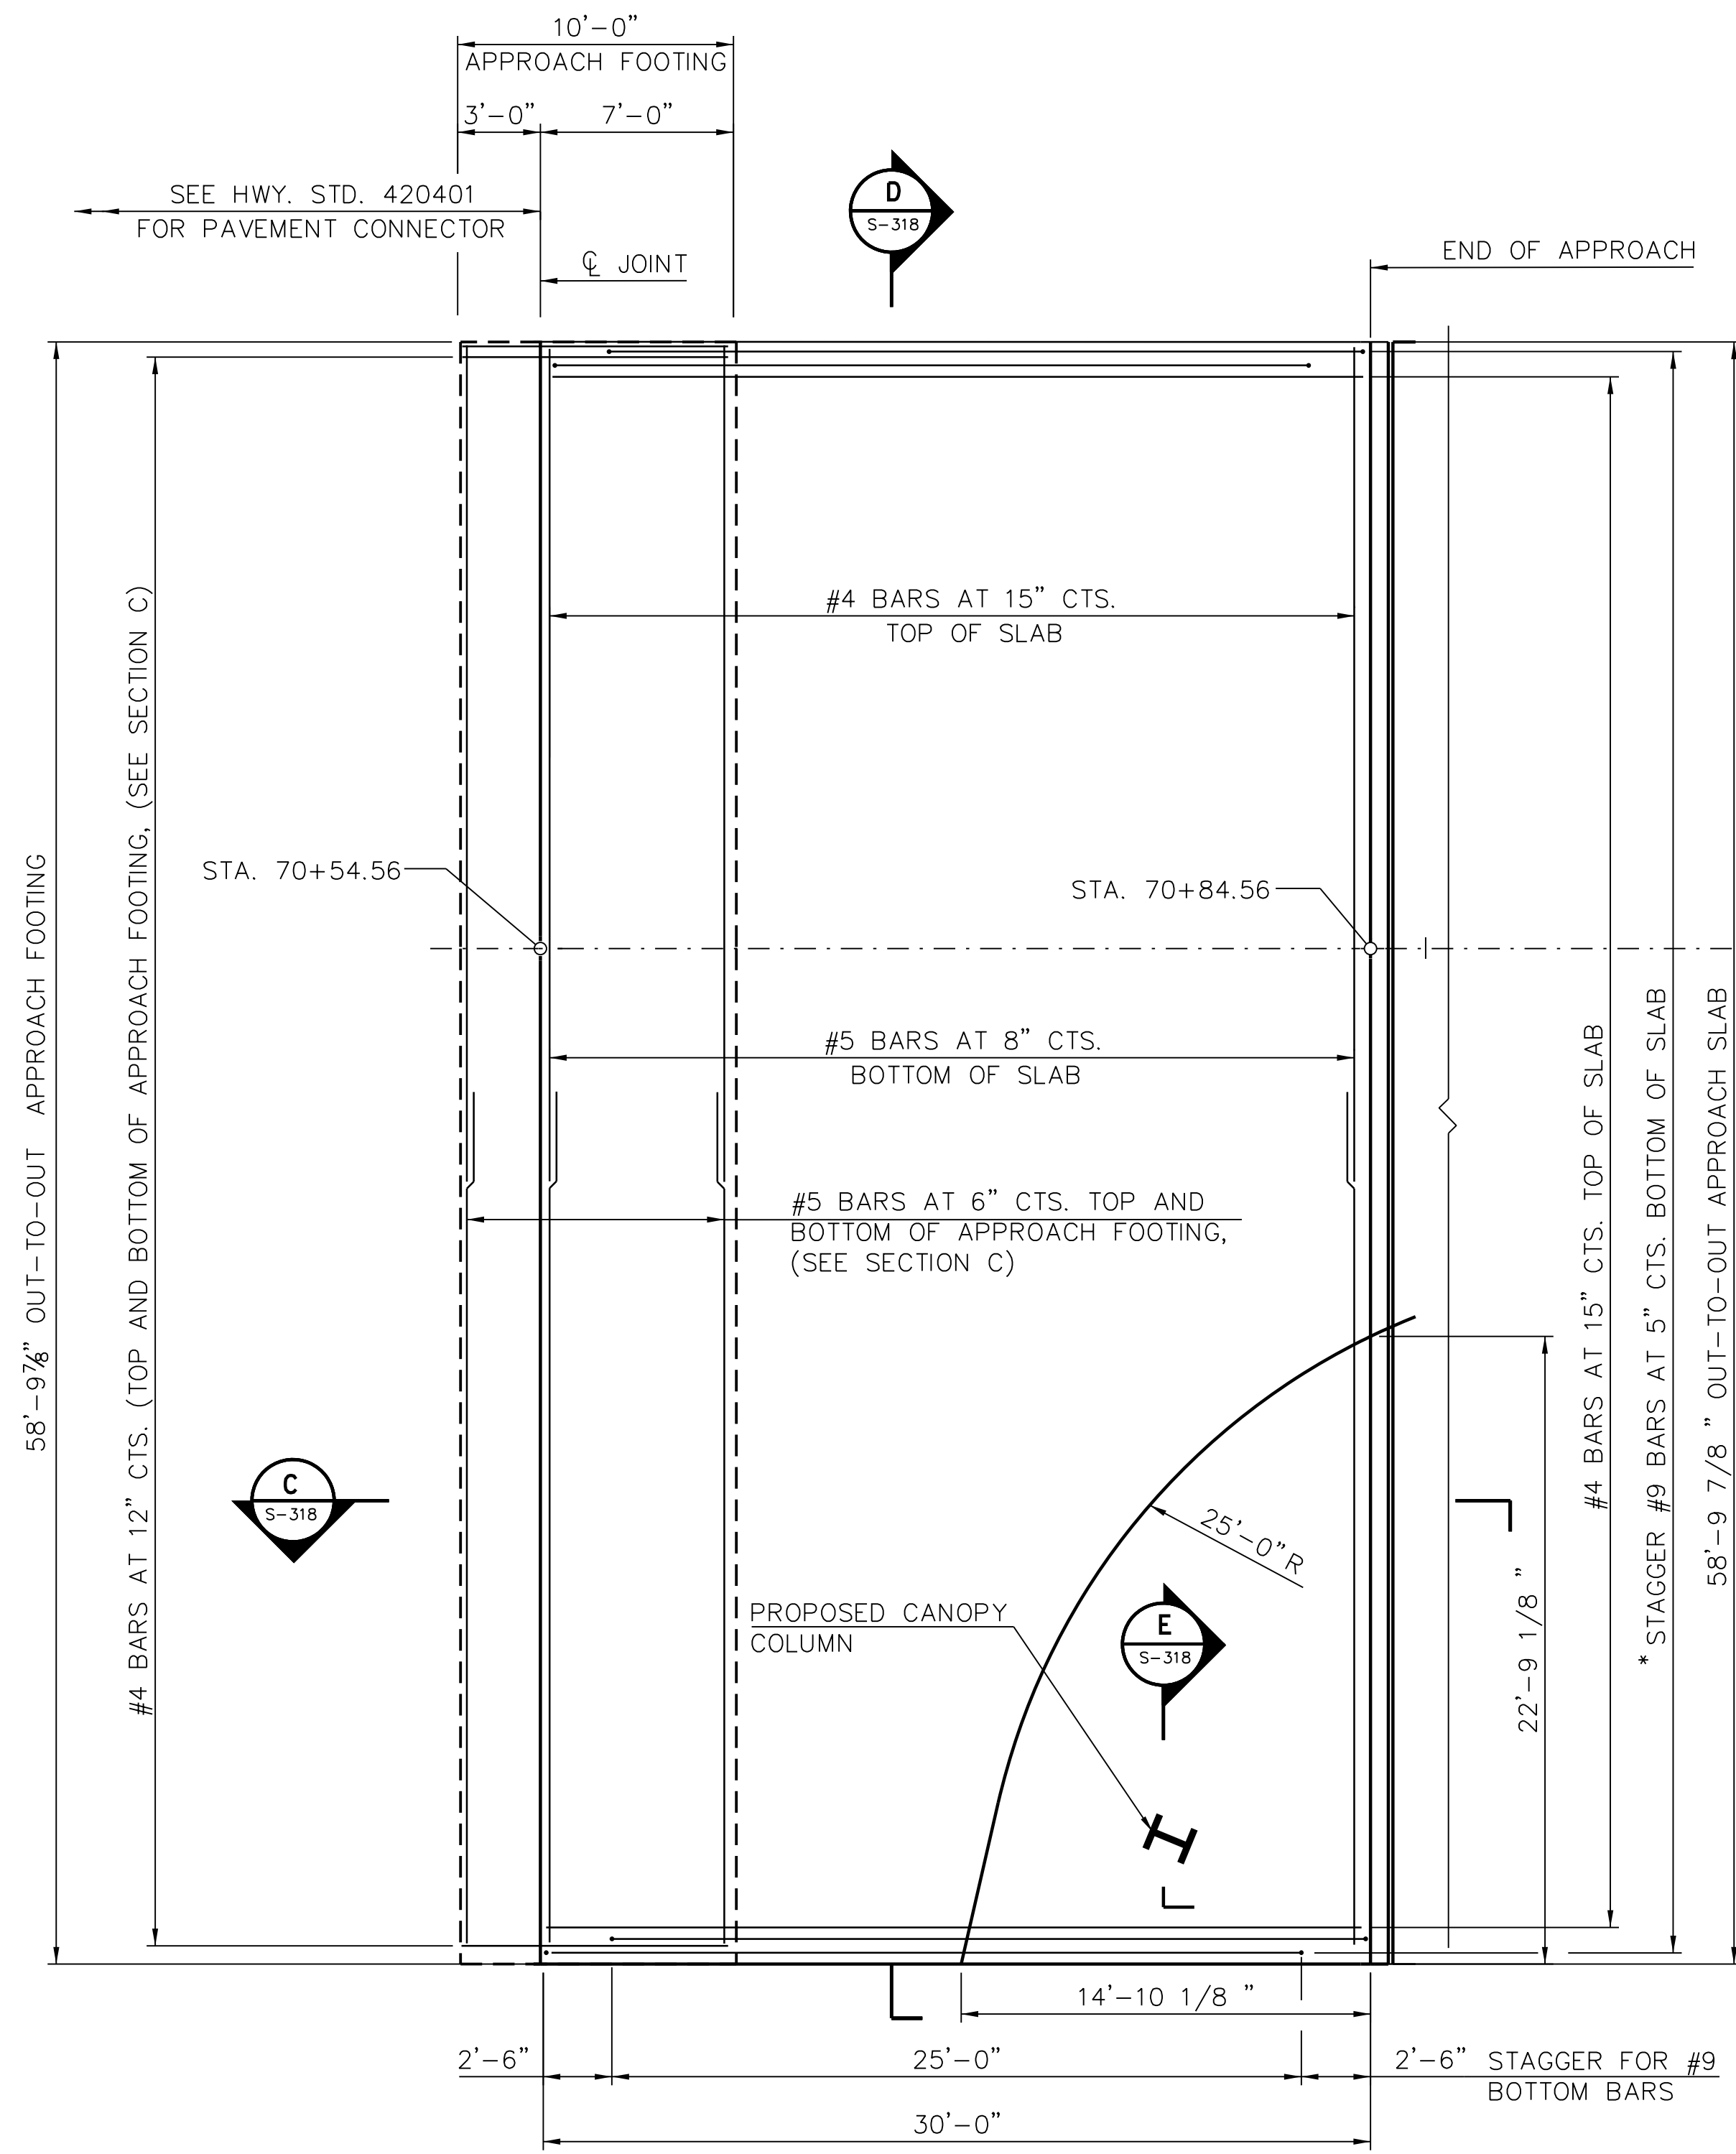 10'-0"
APPROACH FOOTING
3'-0"
7'-0"
SEE HWY. STD. 420401
FOR PAVEMENT CONNECTOR
℄ JOINT
D
S-318
END OF APPROACH
#4 BARS AT 15" CTS.
TOP OF SLAB
STA. 70+54.56
STA. 70+84.56
#5 BARS AT 8" CTS.
BOTTOM OF SLAB
#5 BARS AT 6" CTS. TOP AND
BOTTOM OF APPROACH FOOTING,
(SEE SECTION C)
58'-9⅞" OUT-TO-OUT APPROACH FOOTING
#4 BARS AT 12" CTS. (TOP AND BOTTOM OF APPROACH FOOTING, (SEE SECTION C)
C
S-318
25'-0" R
PROPOSED CANOPY
COLUMN
E
S-318
22'-9 1/8 "
#4 BARS AT 15" CTS. TOP OF SLAB
* STAGGER #9 BARS AT 5" CTS. BOTTOM OF SLAB
58'-9 7/8 " OUT-TO-OUT APPROACH SLAB
14'-10 1/8 "
2'-6"
25'-0"
2'-6" STAGGER FOR #9
BOTTOM BARS
30'-0"